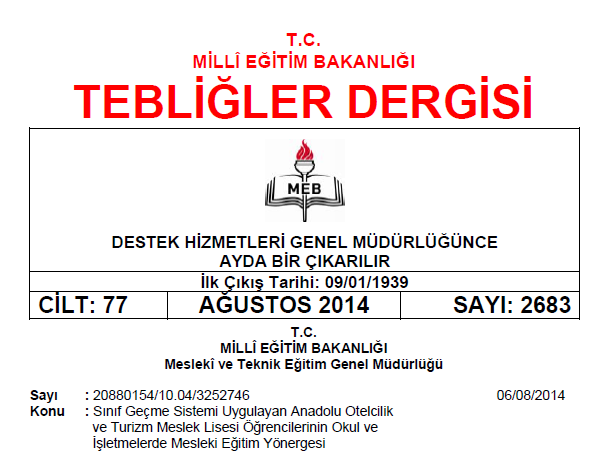 T.C.
MİLLÎ EĞİTİM BAKANLIĞI
TEBLİĞLER DERGİSİ
MEB
DESTEK HİZMETLERİ GENEL MÜDÜRLÜĞÜNCE
AYDA BİR ÇIKARILIR
İlk Çıkış Tarihi: 09/01/1939
CİLT: 77 AĞUSTOS 2014 SAYI: 2683
T.C.
MİLLÎ EĞİTİM BAKANLIĞI
Meslekî ve Teknik Eğitim Genel Müdürlüğü
Sayı : 20880154/10.04/3252746 06/08/2014
Konu : Sınıf Geçme Sistemi Uygulayan Anadolu Otelcilik
ve Turizm Meslek Lisesi Öğrencilerinin Okul ve
İşletmelerde Mesleki Eğitim Yönergesi